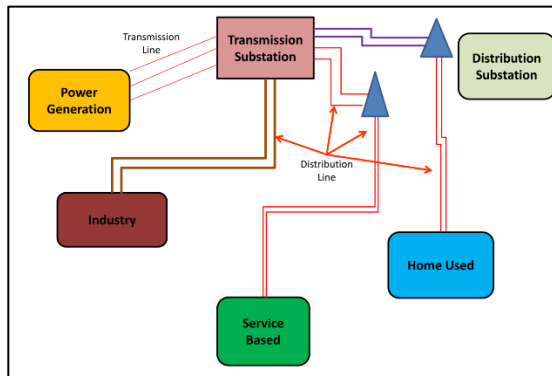 Transmission
Line
Transmission
Substation
Distribution
Substation
Power
Generation
Distribution
Line
Industry
Home Used
Service
Based